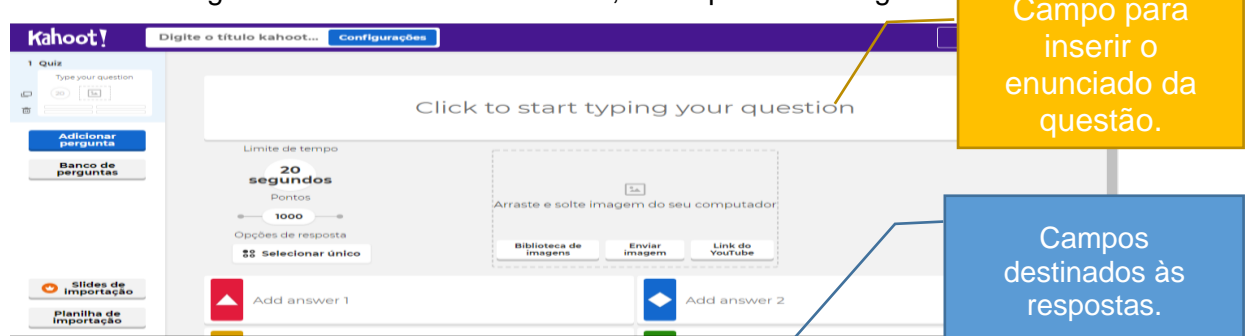 Campo para
inserir o
enunciado da
questão.
Kahoot!
Digite o título kahoot...
Configurações
1 Quiz
Type your question
20
Click to start typing your question
Adicionar
pergunta
Banco de
perguntas
Limite de tempo
20
segundos
Pontos
1000
Opções de resposta
Selecionar único
Arraste e solte imagem do seu computador
Biblioteca de
imagens
Enviar
imagem
Link do
YouTube
Campos
destinados às
respostas.
Slides de
importação
Planilha de
importação
Add answer 1
Add answer 2